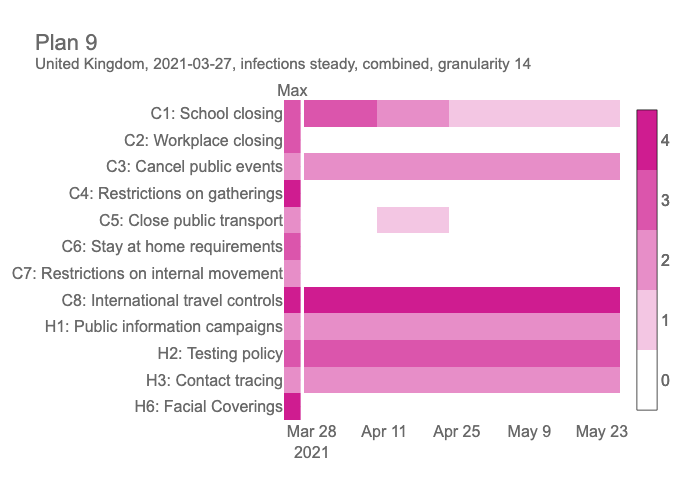 Plan 9
United Kingdom, 2021-03-27, infections steady, combined, granularity 14
Max
C1: School closing
C2: Workplace closing
C3: Cancel public events
C4: Restrictions on gatherings
C5: Close public transport
C6: Stay at home requirements
C7: Restrictions on internal movement
C8: International travel controls
H1: Public information campaigns
H2: Testing policy
H3: Contact tracing
H6: Facial Coverings
4
3
2
1
0
Mar 28 Apr 11 Apr 25 May 9 May 23
2021